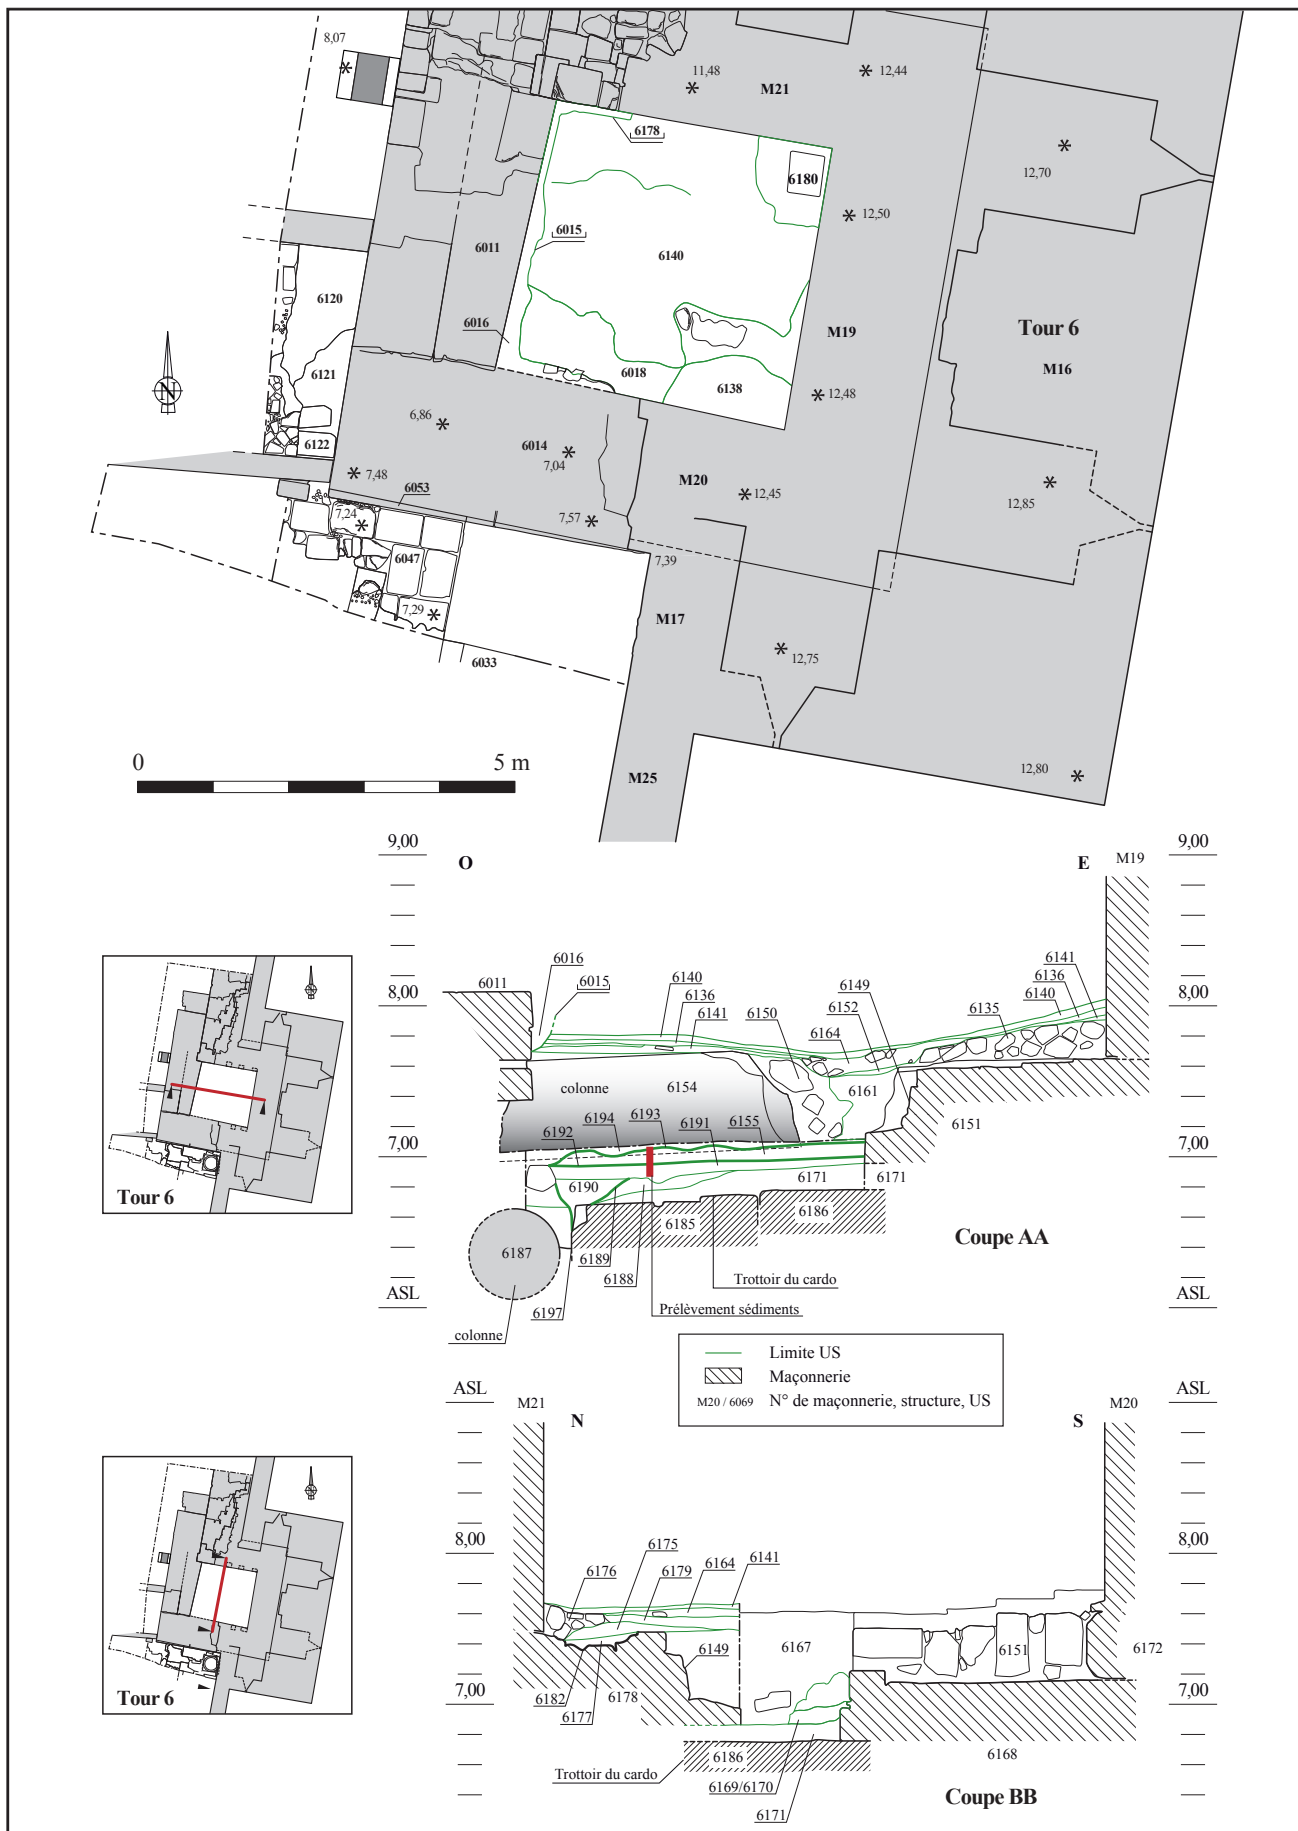 8,07
11,48
12,44
M21
6178
12,70
6180
12,50
6015
6011
6140
6120
Tour 6
6016
M19
M16
6121
6018
6138
12,48
N
6,86
6122
6014
7,04
7,48
M20
12,45
12,85
6053
7,24
7,57
6047
7,39
7,29
M17
6033
12,75
0
5 m
M25
12,80
9,00
9,00
O
E
M19
6016
6015
6011
6140
6136
6141
6150
6149
6152
6164
6135
6141
6136
6140
8,00
8,00
colonne
6154
6161
6151
6194
6193
6191
6155
6192
7,00
7,00
6190
6171
6171
6187
6185
6186
6189
6188
6197
Trottoir du cardo
Prélèvement sédiments
colonne
Coupe AA
ASL
ASL
Tour 6
Limite US
Maçonnerie
M20 / 6069 N° de maçonnerie, structure, US
ASL
ASL
M21
N
S
M20
8,00
8,00
6176
6175
6179
6164
6141
6149
6167
6151
6172
7,00
7,00
6182
6178
6177
6186
6168
Trottoir du cardo
6169/6170
6171
Coupe BB
Tour 6